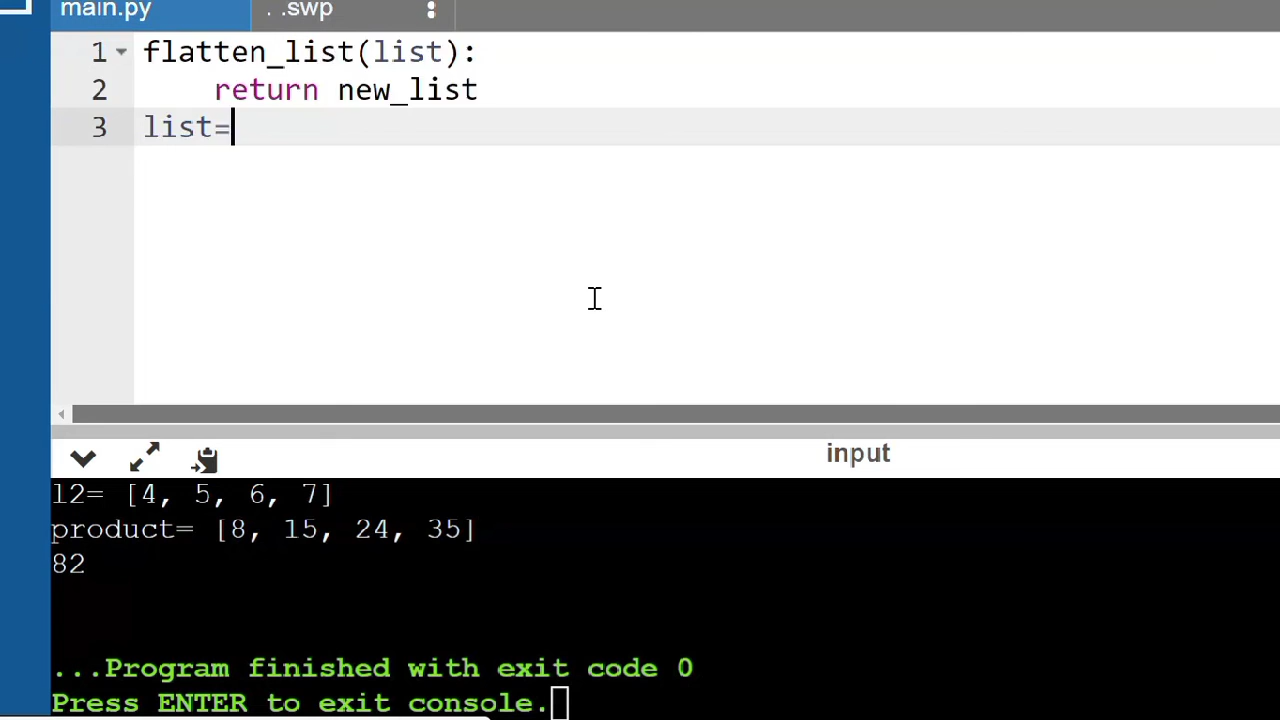 main.py . .swp
1 flatten_list(list):
2 return new_list
3 list=
input
l2= [4, 5, 6, 7]
product= [8, 15, 24, 35]
82
...Program finished with exit code 0
Press ENTER to exit console.